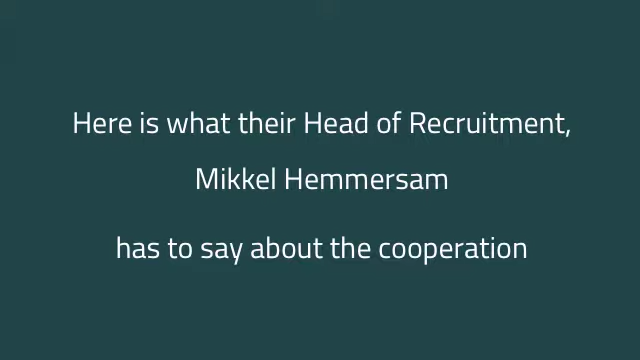 Here is what their Head of Recruitment,
Mikkel Hemmersam
has to say about the cooperation